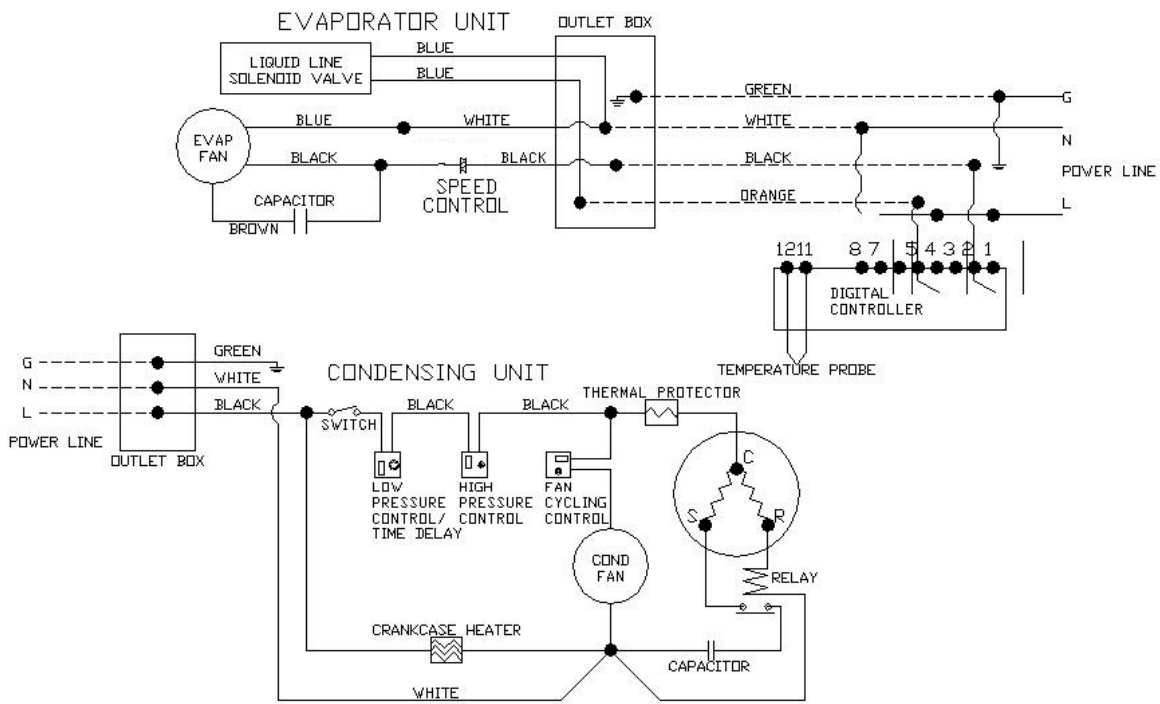 EVAPORATOR UNIT
OUTLET BOX
BLUE
LIQUID LINE
SOLENOID VALVE
BLUE
GREEN
G
BLUE
WHITE
WHITE
N
EVAP
FAN
BLACK
BLACK
BLACK
POWER LINE
SPEED
CONTROL
CAPACITOR
ORANGE
L
BROWN
12 11 8 7 5 4 3 2 1
DIGITAL
CONTROLLER
TEMPERATURE PROBE
G
GREEN
N
WHITE
CONDENSING UNIT
THERMAL PROTECTOR
L
BLACK
BLACK
BLACK
SWITCH
POWER LINE
OUTLET BOX
C
LOW
PRESSURE
CONTROL/
TIME DELAY
HIGH
PRESSURE
CONTROL
FAN
CYCLING
CONTROL
S
R
COND
FAN
RELAY
CRANKCASE HEATER
CAPACITOR
WHITE